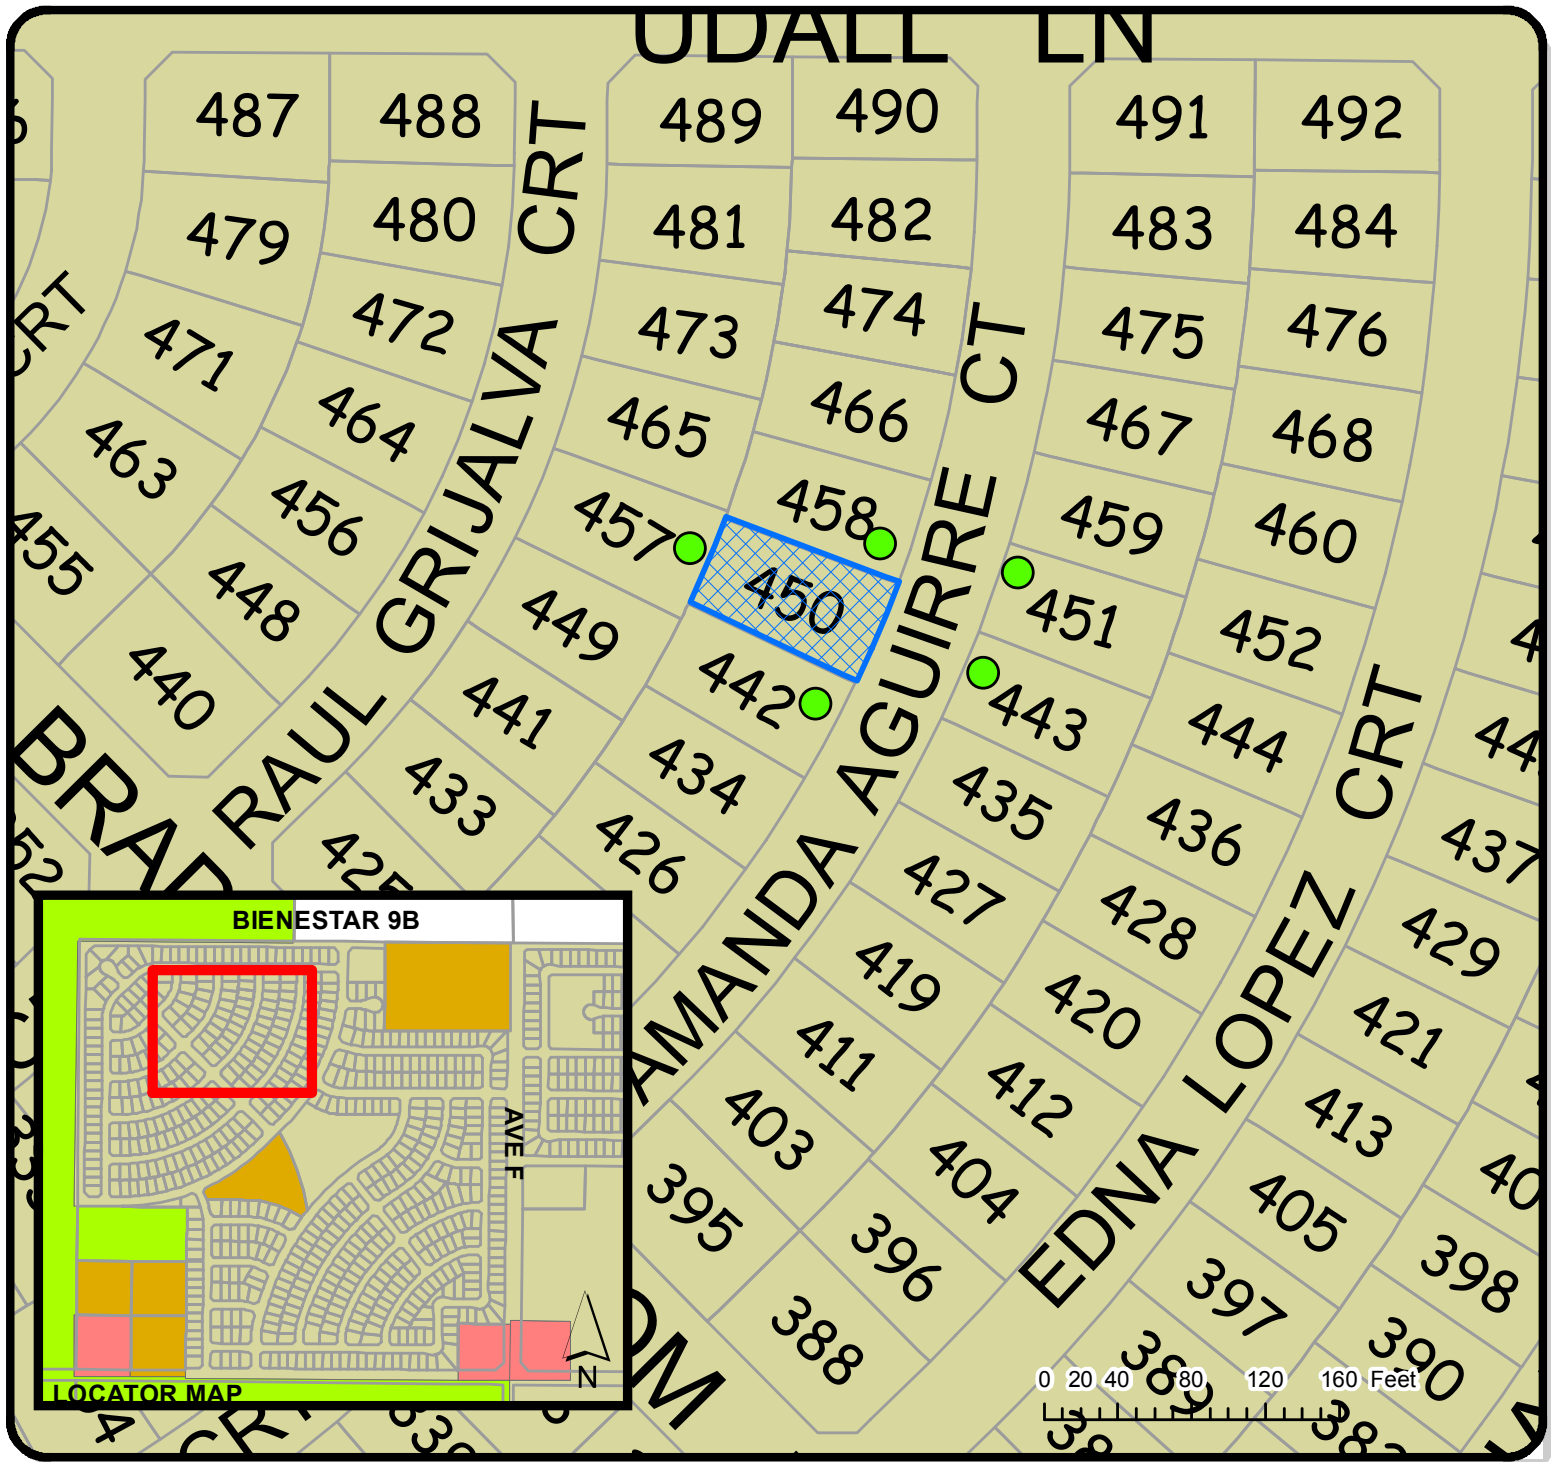 UDALL LN
487 488 489 490 491 492
479 480 481 482 483 484
471 472 473 474 475 476
463 464 465 466 467 468
455 456 457 458 459 460
448 449 450 451 452
440 441 442 443 444
433 434 435 436 437
425 426 427 428 429
419 420 421
411 412 413
403 404 405
395 396 397 398
388 389 390
CRT
RAUL GRIJALVA CRT
AMANDA AGUIRRE CT
EDNA LOPEZ CRT
BIENESTAR 9B
AVE F
N
LOCATOR MAP
0 20 40 80 120 160 Feet
CRT